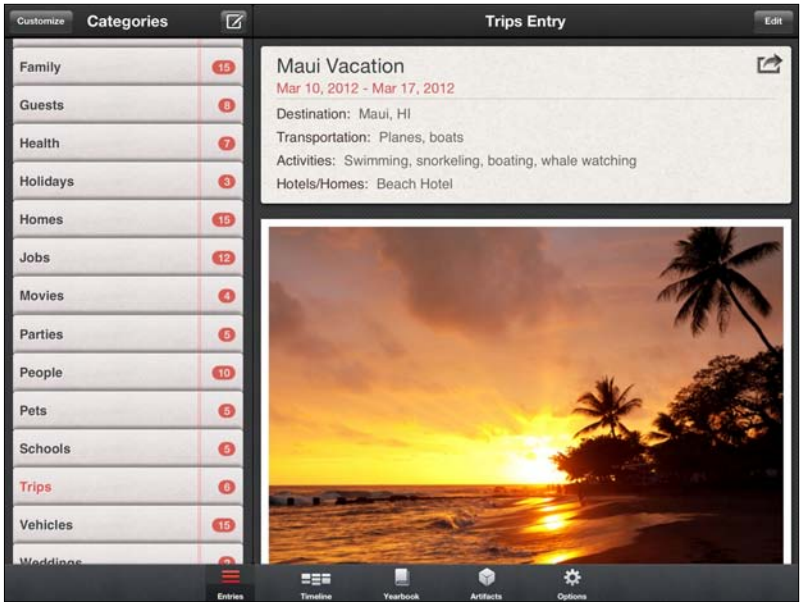 Customize
Categories
Family 15
Guests 8
Health 7
Holidays 3
Homes 15
Jobs 12
Movies 4
Parties 5
People 10
Pets 5
Schools 5
Trips 6
Vehicles 15
Weddings
Trips Entry
Edit
Maui Vacation
Mar 10, 2012 - Mar 17, 2012
Destination: Maui, HI
Transportation: Planes, boats
Activities: Swimming, snorkeling, boating, whale watching
Hotels/Homes: Beach Hotel
Entries Timeline Yearbook Artifacts Options